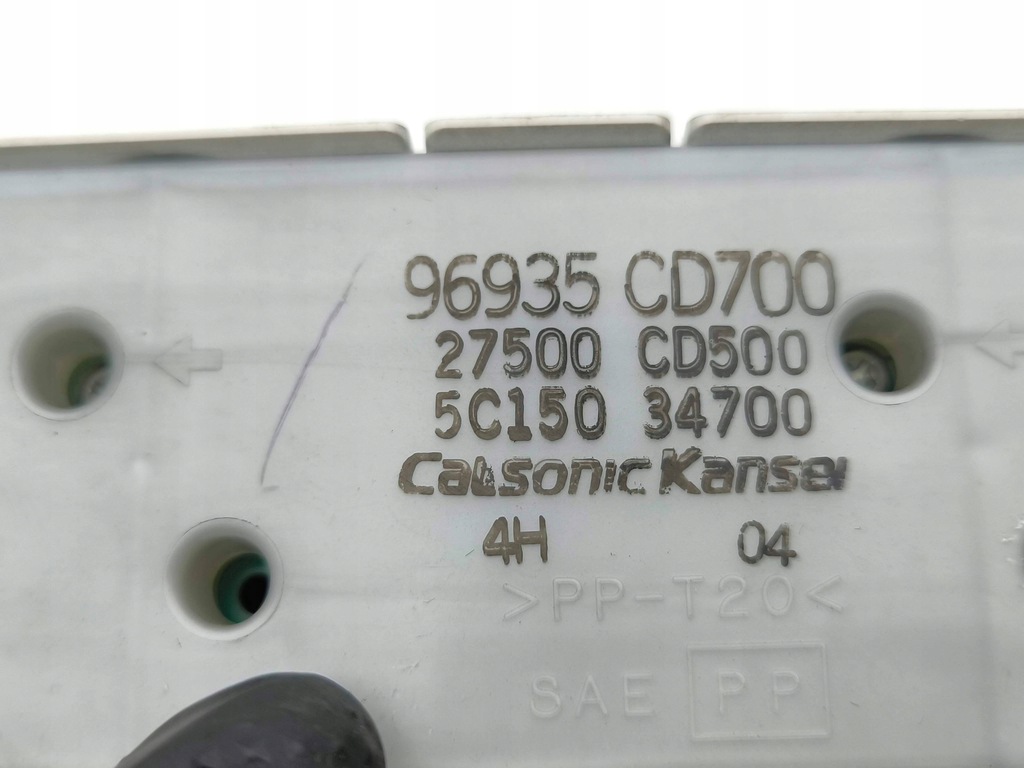 96935 CD700
27500 CD500
5C150 34700
CaLsonic Kansei
4H 04
>PP-T20<
SAE PP